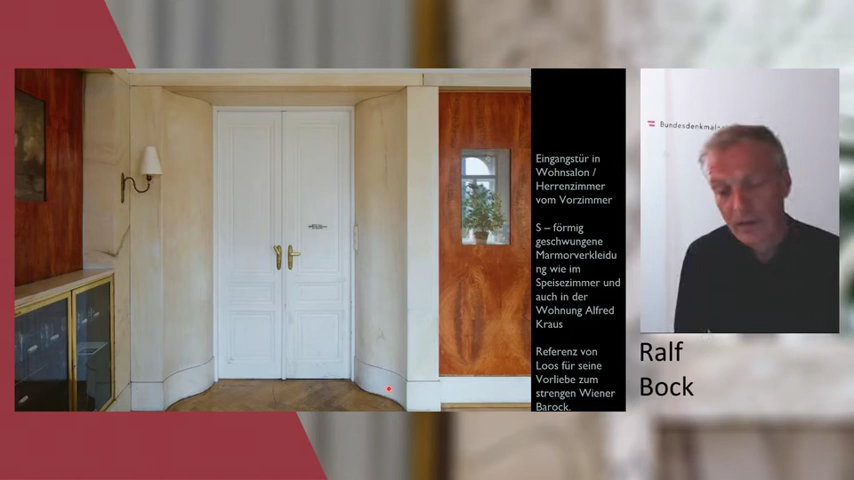 Eingangstür in
Wohnsalon /
Herrenzimmer
vom Vorzimmer
S – förmig
geschwungene
Marmorverkleidu
ng wie im
Speisezimmer und
auch in der
Wohnung Alfred
Kraus
Referenz von
Loos für seine
Vorliebe zum
strengen Wiener
Barock.
Ralf
Bock